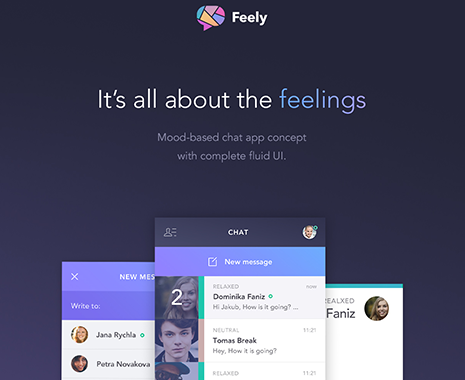 Feely
It's all about the feelings
Mood-based chat app concept
with complete fluid UI.
CHAT
New message
NEW MESS
Write to:
Jana Rychla
Petra Novakova
2
RELAXED
now
Dominika Faniz
Hi Jakub, How is it going? ...
NEUTRAL
11:21
Tomas Break
Hey, How it is going?
RELAXED
11:21
REALXED
Faniz